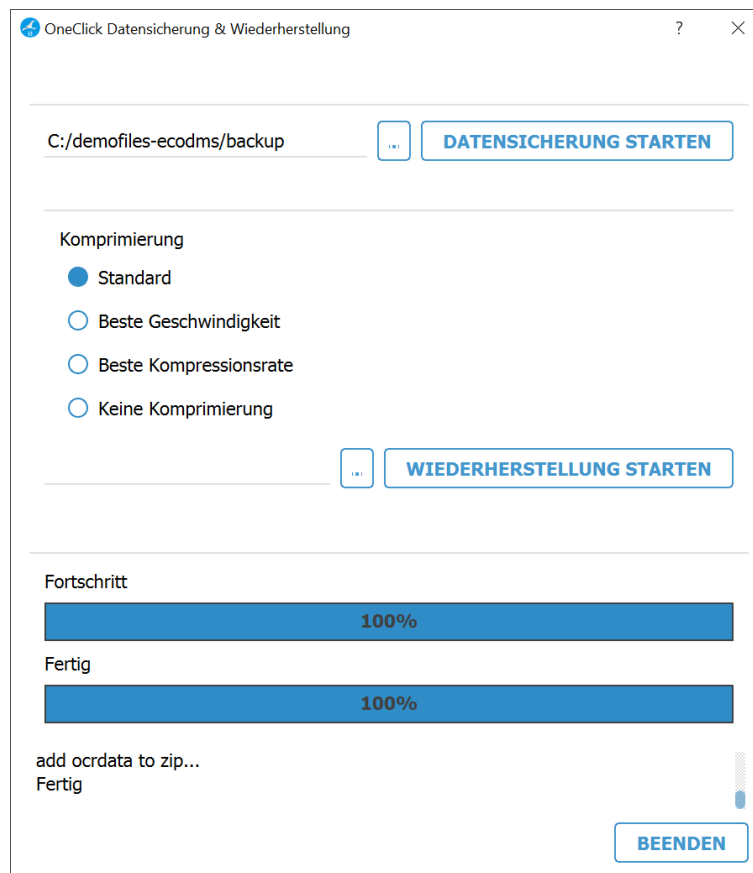 OneClick Datensicherung & Wiederherstellung
C:/demofiles-ecodms/backup ... DATENSICHERUNG STARTEN
Komprimierung
Standard
Beste Geschwindigkeit
Beste Kompressionsrate
Keine Komprimierung
... WIEDERHERSTELLUNG STARTEN
Fortschritt
100%
Fertig
100%
add ocrdata to zip...
Fertig
BEENDEN